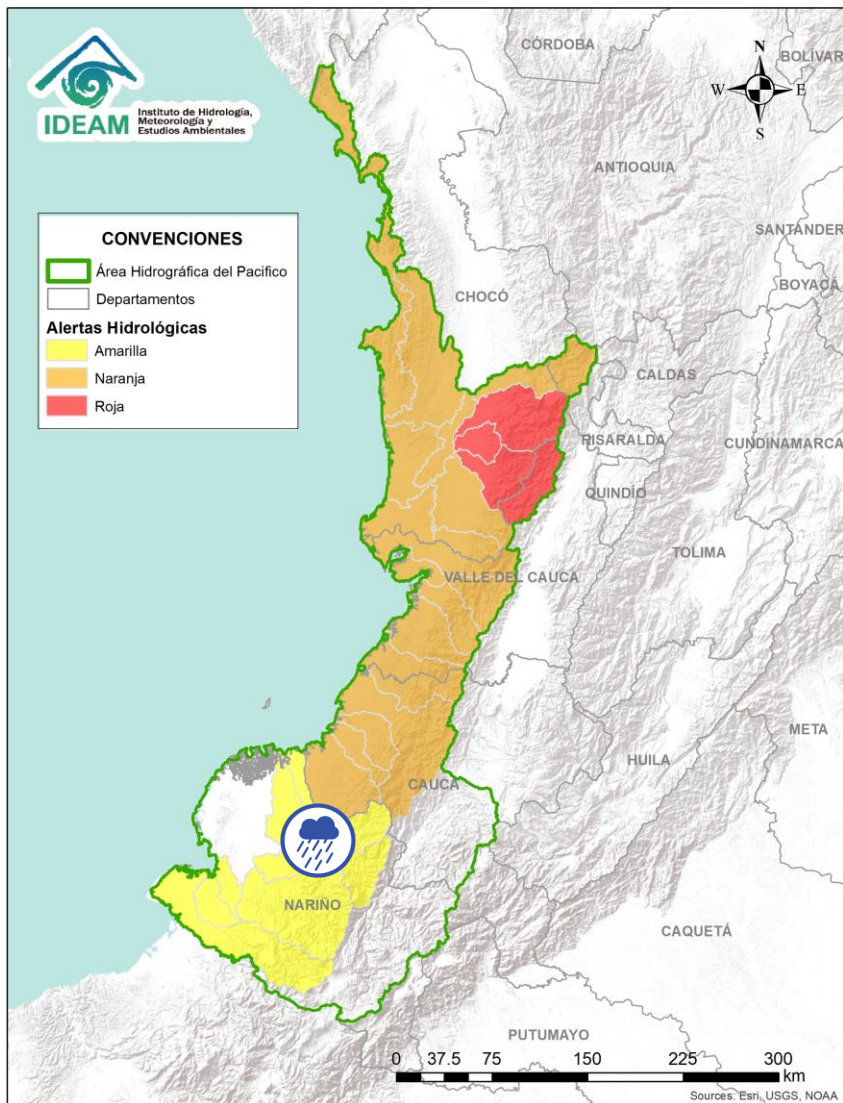 IDEAM
Instituto de Hidrología,
Meteorología y
Estudios Ambientales
N
W
E
S
CONVENCIONES
Área Hidrográfica del Pacifico
Departamentos
Alertas Hidrológicas
Amarilla
Naranja
Roja
CÓRDOBA
BOLÍVAR
ANTIOQUIA
SANTANDER
BOYACÁ
CHOCÓ
CALDAS
RISARALDA
CUNDINAMARCA
QUINDÍO
TOLIMA
VALLE DEL CAUCA
META
HUILA
CAUCA
NARIÑO
CAQUETÁ
PUTUMAYO
0 37.5 75 150 225 300
km
Sources: Esri, USGS, NOAA